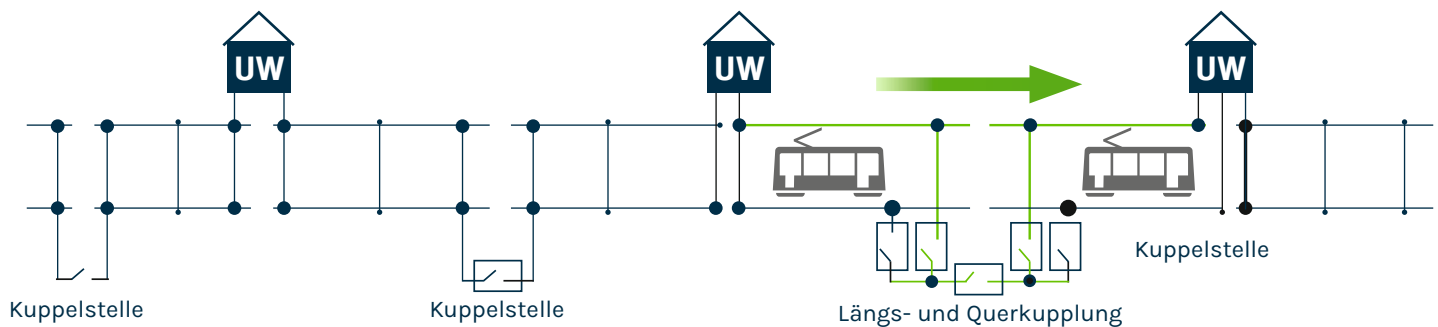 UW
UW
UW
Kuppelstelle
Kuppelstelle
Kuppelstelle
Längs- und Querkupplung